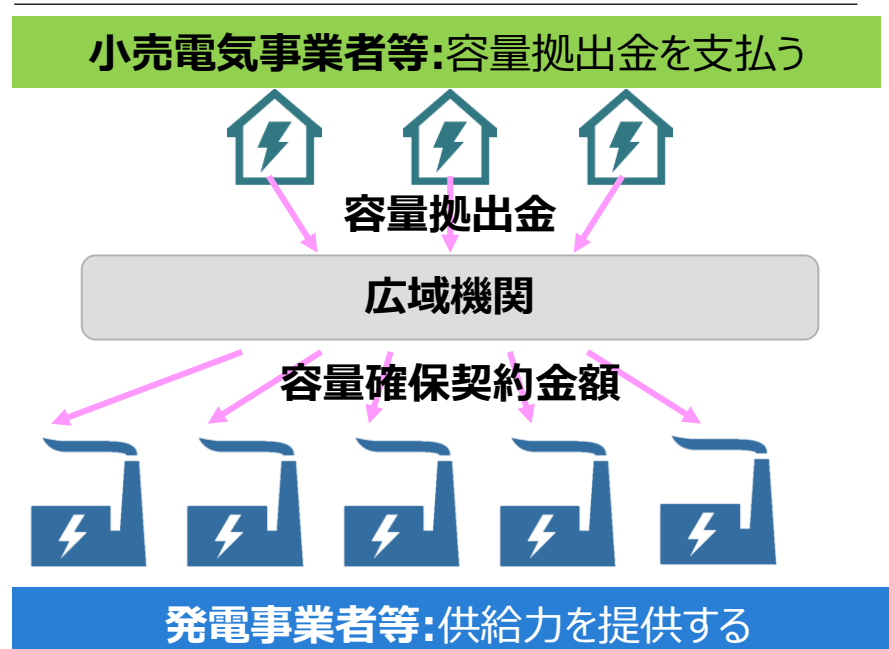 小売電気事業者等:容量拠出金を支払う
容量拠出金
広域機関
容量確保契約金額
発電事業者等:供給力を提供する